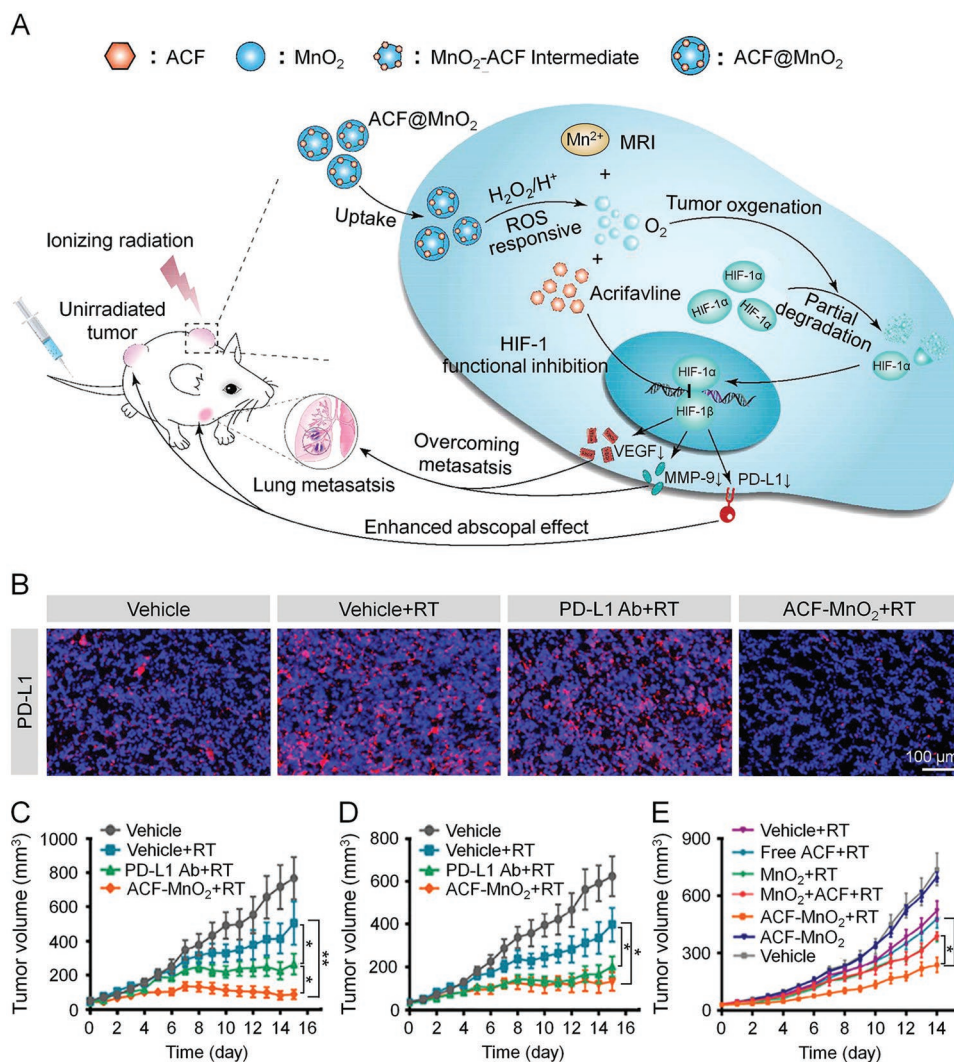 A
: ACF
: MnO₂
: MnO₂-ACF Intermediate
: ACF@MnO₂
ACF@MnO₂
Mn²⁺
MRI
+
H₂O₂/H⁺
Uptake
ROS
responsive
O₂
Tumor oxgenation
Ionizing radiation
+
Unirradiated
tumor
Acrifavline
HIF-1α
HIF-1α
HIF-1α
Partial
degradation
HIF-1
functional inhibition
HIF-1α
HIF-1α
HIF-1β
Overcoming
metasatsis
VEGF↓
MMP-9↓
PD-L1↓
Lung metasatsis
Enhanced abscopal effect
B
Vehicle
Vehicle+RT
PD-L1 Ab+RT
ACF-MnO₂+RT
PD-L1
100 μm
C
Tumor volume (mm³)
1000
800
600
400
200
0
Vehicle
Vehicle+RT
PD-L1 Ab+RT
ACF-MnO₂+RT
*
*
**
0 2 4 6 8 10 12 14 16
Time (day)
D
Tumor volume (mm³)
800
600
400
200
0
Vehicle
Vehicle+RT
PD-L1 Ab+RT
ACF-MnO₂+RT
*
*
0 2 4 6 8 10 12 14 16
Time (day)
E
Tumor volume (mm³)
900
600
300
0
Vehicle+RT
Free ACF+RT
MnO₂+RT
MnO₂+ACF+RT
ACF-MnO₂+RT
ACF-MnO₂
Vehicle
*
0 2 4 6 8 10 12 14
Time (day)